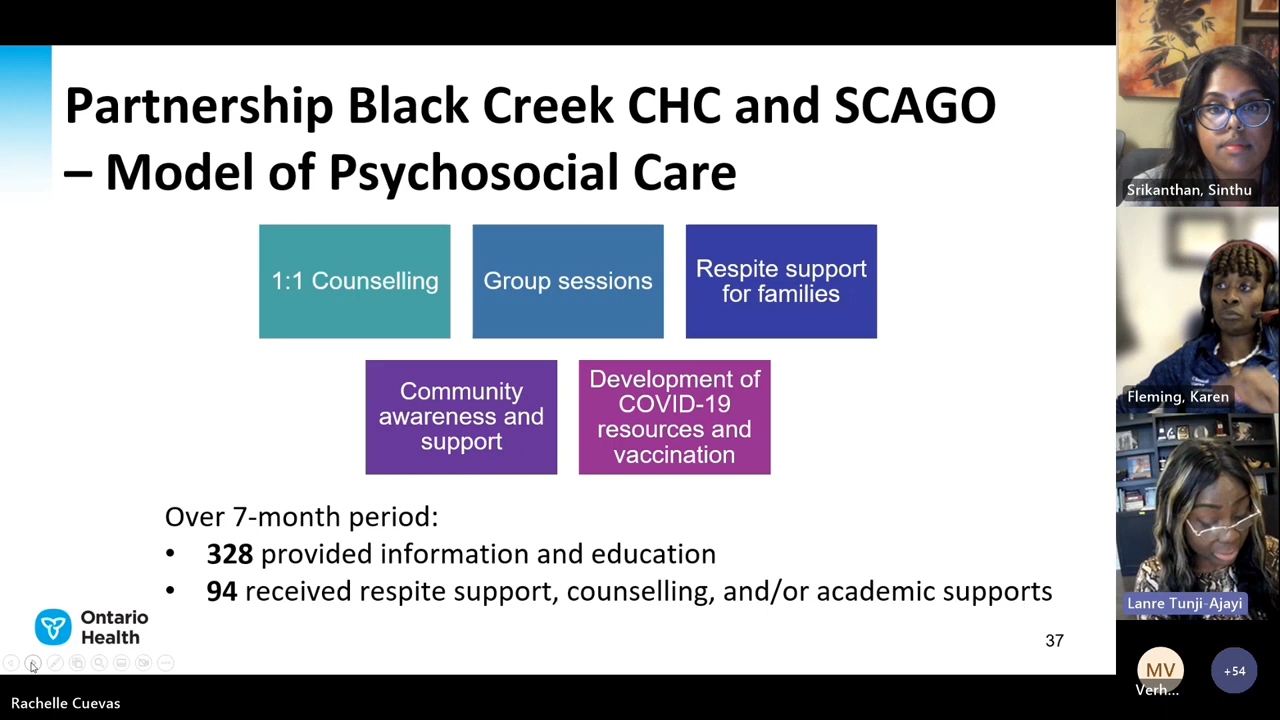 Partnership Black Creek CHC and SCAGO
– Model of Psychosocial Care
1:1 Counselling
Group sessions
Respite support
for families
Community
awareness and
support
Development of
COVID-19
resources and
vaccination
Over 7-month period:
• 328 provided information and education
• 94 received respite support, counselling, and/or academic supports
Ontario
Health
37
Srikanthan, Sinthu
Fleming, Karen
Lanre Tunji-Ajayi
MV
Verh...
+54
Rachelle Cuevas